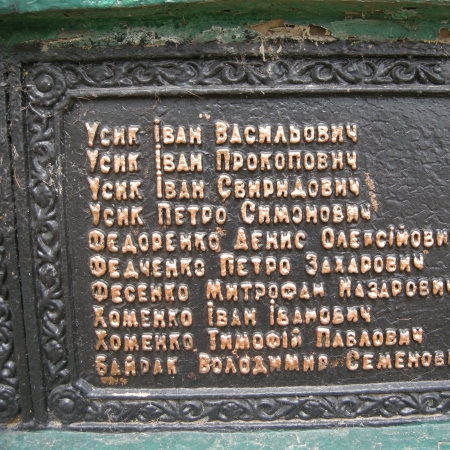 Усик Іван Васильович
Усик Іван Прокопович
Усик Іван Свиридович
Усик Петро Симонович
Федоренко Денис Олексійович
Федченко Петро Захарович
Фесенко Митрофан Назарович
Хоменко Іван Іванович
Хоменко Тимофій Павлович
Байрак Володимир Семенов